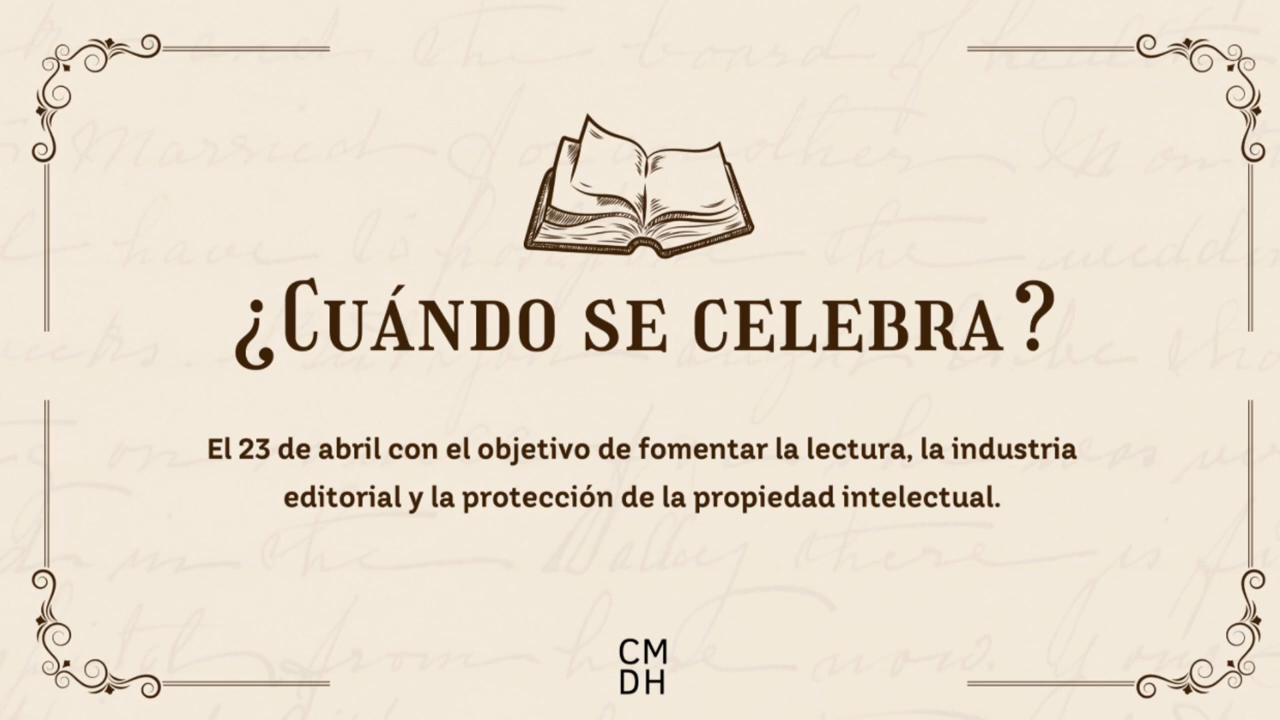 ¿Cuándo se celebra?
El 23 de abril con el objetivo de fomentar la lectura, la industria
editorial y la protección de la propiedad intelectual.
CM
DH